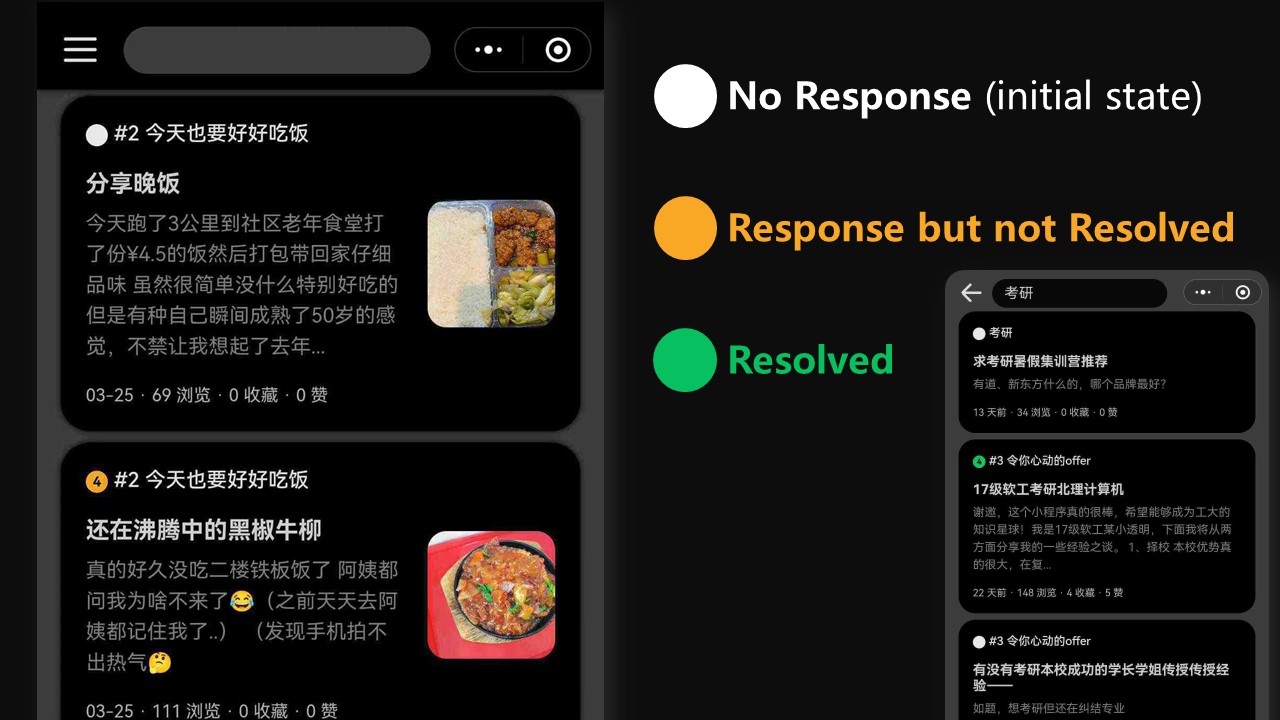 #2 今天也要好好吃饭
分享晚饭
今天跑了3公里到社区老年食堂打
了份¥4.5的饭然后打包带回家仔细
品味 虽然很简单没什么特别好吃的
但是有种自己瞬间成熟了50岁的感
觉，不禁让我想起了去年...
03-25 · 69 浏览 · 0 收藏 · 0 赞
4 #2 今天也要好好吃饭
还在沸腾中的黑椒牛柳
真的好久没吃二楼铁板饭了 阿姨都
问我为啥不来了😂（之前天天去阿
姨都记住我了..） （发现手机拍不
出热气🤔
03-25 · 111 浏览 · 0 收藏 · 0 赞
No Response (initial state)
Response but not Resolved
Resolved
考研
考研
求考研暑假集训营推荐
有道、新东方什么的，哪个品牌最好？
13 天前 · 34 浏览 · 0 收藏 · 0 赞
4 #3 令你心动的offer
17级软工考研北理计算机
谢邀，这个小程序真的很棒，希望能够成为工大的
知识星球！我是17级软工某小透明，下面我将从两
方面分享我的一些经验之谈。 1、择校 本校优势真
的很大，在复...
22 天前 · 148 浏览 · 4 收藏 · 5 赞
#3 令你心动的offer
有没有考研本校成功的学长学姐传授传授经
验——
如题，想考研但还在纠结专业